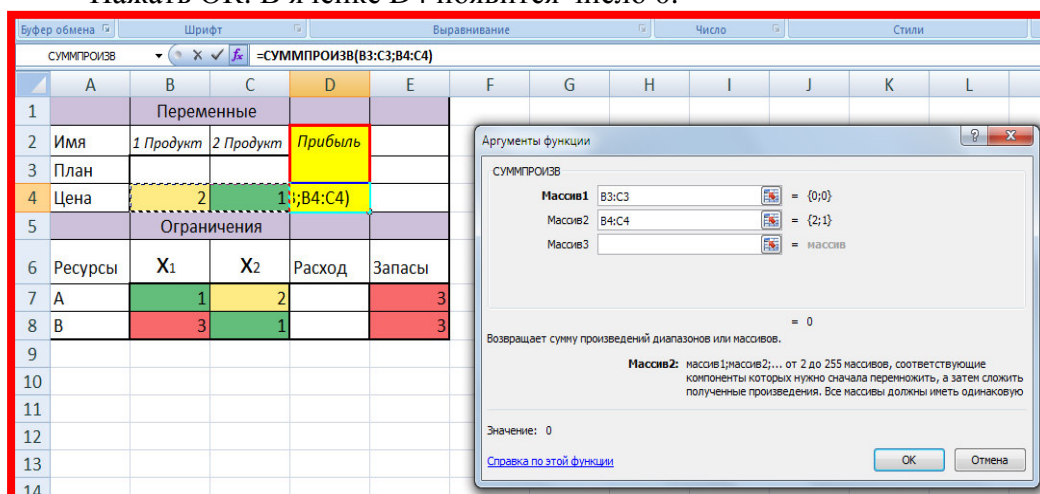 Нажать ОК. В ячейке D4 появится число 0.
Буфер обмена Шрифт Выравнивание Число Стили
СУММПРОИЗВ =СУММПРОИЗВ(B3:C3;B4:C4)
A B C D E F G H I J K L
1 Переменные
2 Имя 1 Продукт 2 Продукт Прибыль
3 План
4 Цена 2 1 ;B4:C4)
5 Ограничения
6 Ресурсы X1 X2 Расход Запасы
7 A 1 2 3
8 B 3 1 3
9
10
11
12
13
14
Аргументы функции
СУММПРОИЗВ
Массив1 B3:C3 = {0;0}
Массив2 B4:C4 = {2;1}
Массив3 = массив
= 0
Возвращает сумму произведений диапазонов или массивов.
Массив2: массив1;массив2;... от 2 до 255 массивов, соответствующие
компоненты которых нужно сначала перемножить, а затем сложить
полученные произведения. Все массивы должны иметь одинаковую
Значение: 0
Справка по этой функции ОК Отмена